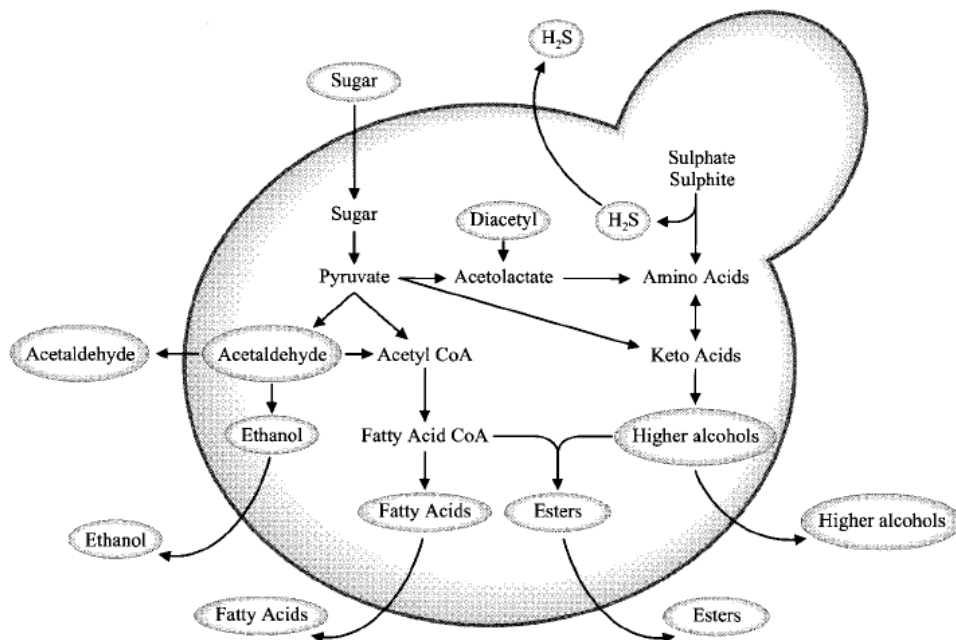 H₂S
Sugar
Sulphate
Sulphite
Sugar
Diacetyl
H₂S
Pyruvate
Acetolactate
Amino Acids
Acetaldehyde
Acetaldehyde
Acetyl CoA
Keto Acids
Ethanol
Fatty Acid CoA
Higher alcohols
Fatty Acids
Esters
Higher alcohols
Ethanol
Fatty Acids
Esters